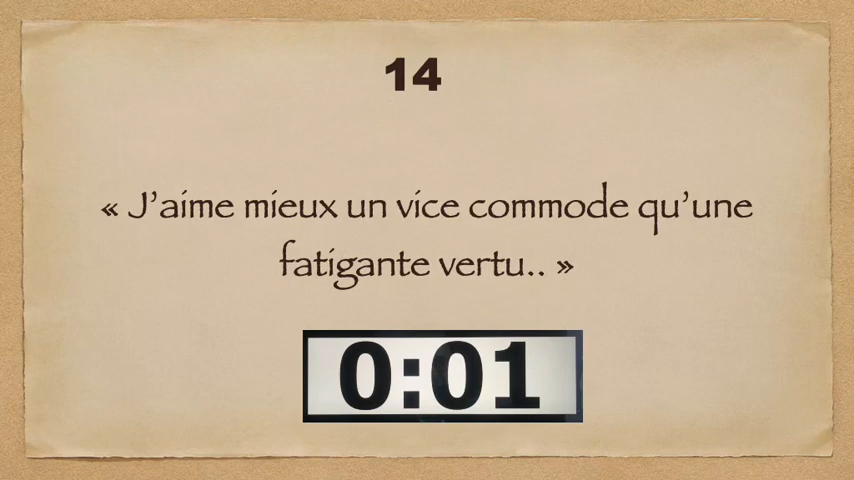 14
« J’aime mieux un vice commode qu’une
fatigante vertu.. »
0:01